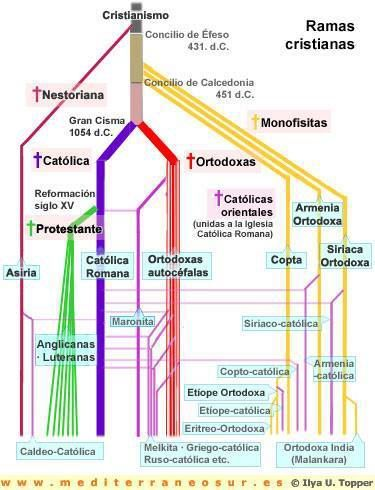 Cristianismo
Ramas
cristianas
Concilio de Éfeso
431. d.C.
Concilio de Calcedonia
451 d.C.
†Nestoriana
Gran Cisma
1054 d.C.
†Monofisitas
†Católica
†Ortodoxas
Reformación
siglo XV
†Católicas
orientales
(unidas a la Iglesia
Católica Romana)
Armenia
Ortodoxa
†Protestante
Siriaca
Ortodoxa
Asiria
Católica
Romana
Ortodoxas
autocéfalas
Copta
Maronita
Siriaco-católica
Anglicanas
· Luteranas
Copto-católica
Armenia
-católica
Etíope Ortodoxa
Etíope-católica
Eritreo-Ortodoxa
Caldeo-Católica
Melkita · Griego-católica
Ruso-católica etc.
Ortodoxa India
(Malankara)
www.mediterraneosur.es © Ilya U. Topper